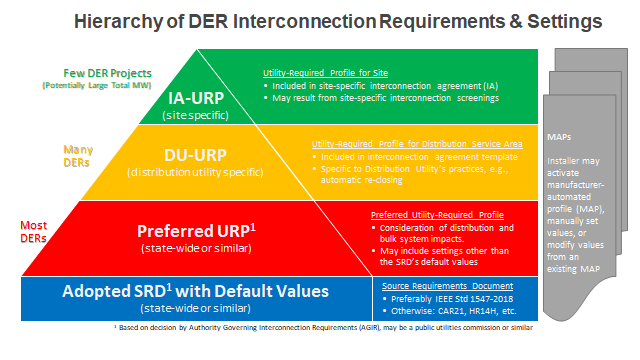 Hierarchy of DER Interconnection Requirements & Settings
Few DER Projects
(Potentially Large Total MW)
IA-URP
(site specific)
Utility-Required Profile for Site
• Included in site-specific interconnection agreement (IA)
• May result from site-specific interconnection screenings
Many
DERs
DU-URP
(distribution utility specific)
Utility-Required Profile for Distribution Service Area
• Included in interconnection agreement template
• Specific to Distribution Utility's practices, e.g.,
automatic re-closing
Most
DERs
Preferred URP¹
(state-wide or similar)
Preferred Utility-Required Profile
• Consideration of distribution and
bulk system impacts.
• May include settings other than
the SRD's default values
Adopted SRD¹ with Default Values
(state-wide or similar)
Source Requirements Document
• Preferably IEEE Std 1547-2018
• Otherwise: CAR21, HR14H, etc.
MAPs
Installer may
activate
manufacturer-
automated
profile (MAP),
manually set
values, or
modify values
from an
existing MAP
¹ Based on decision by Authority Governing Interconnection Requirements (AGIR), may be a public utilities commission or similar